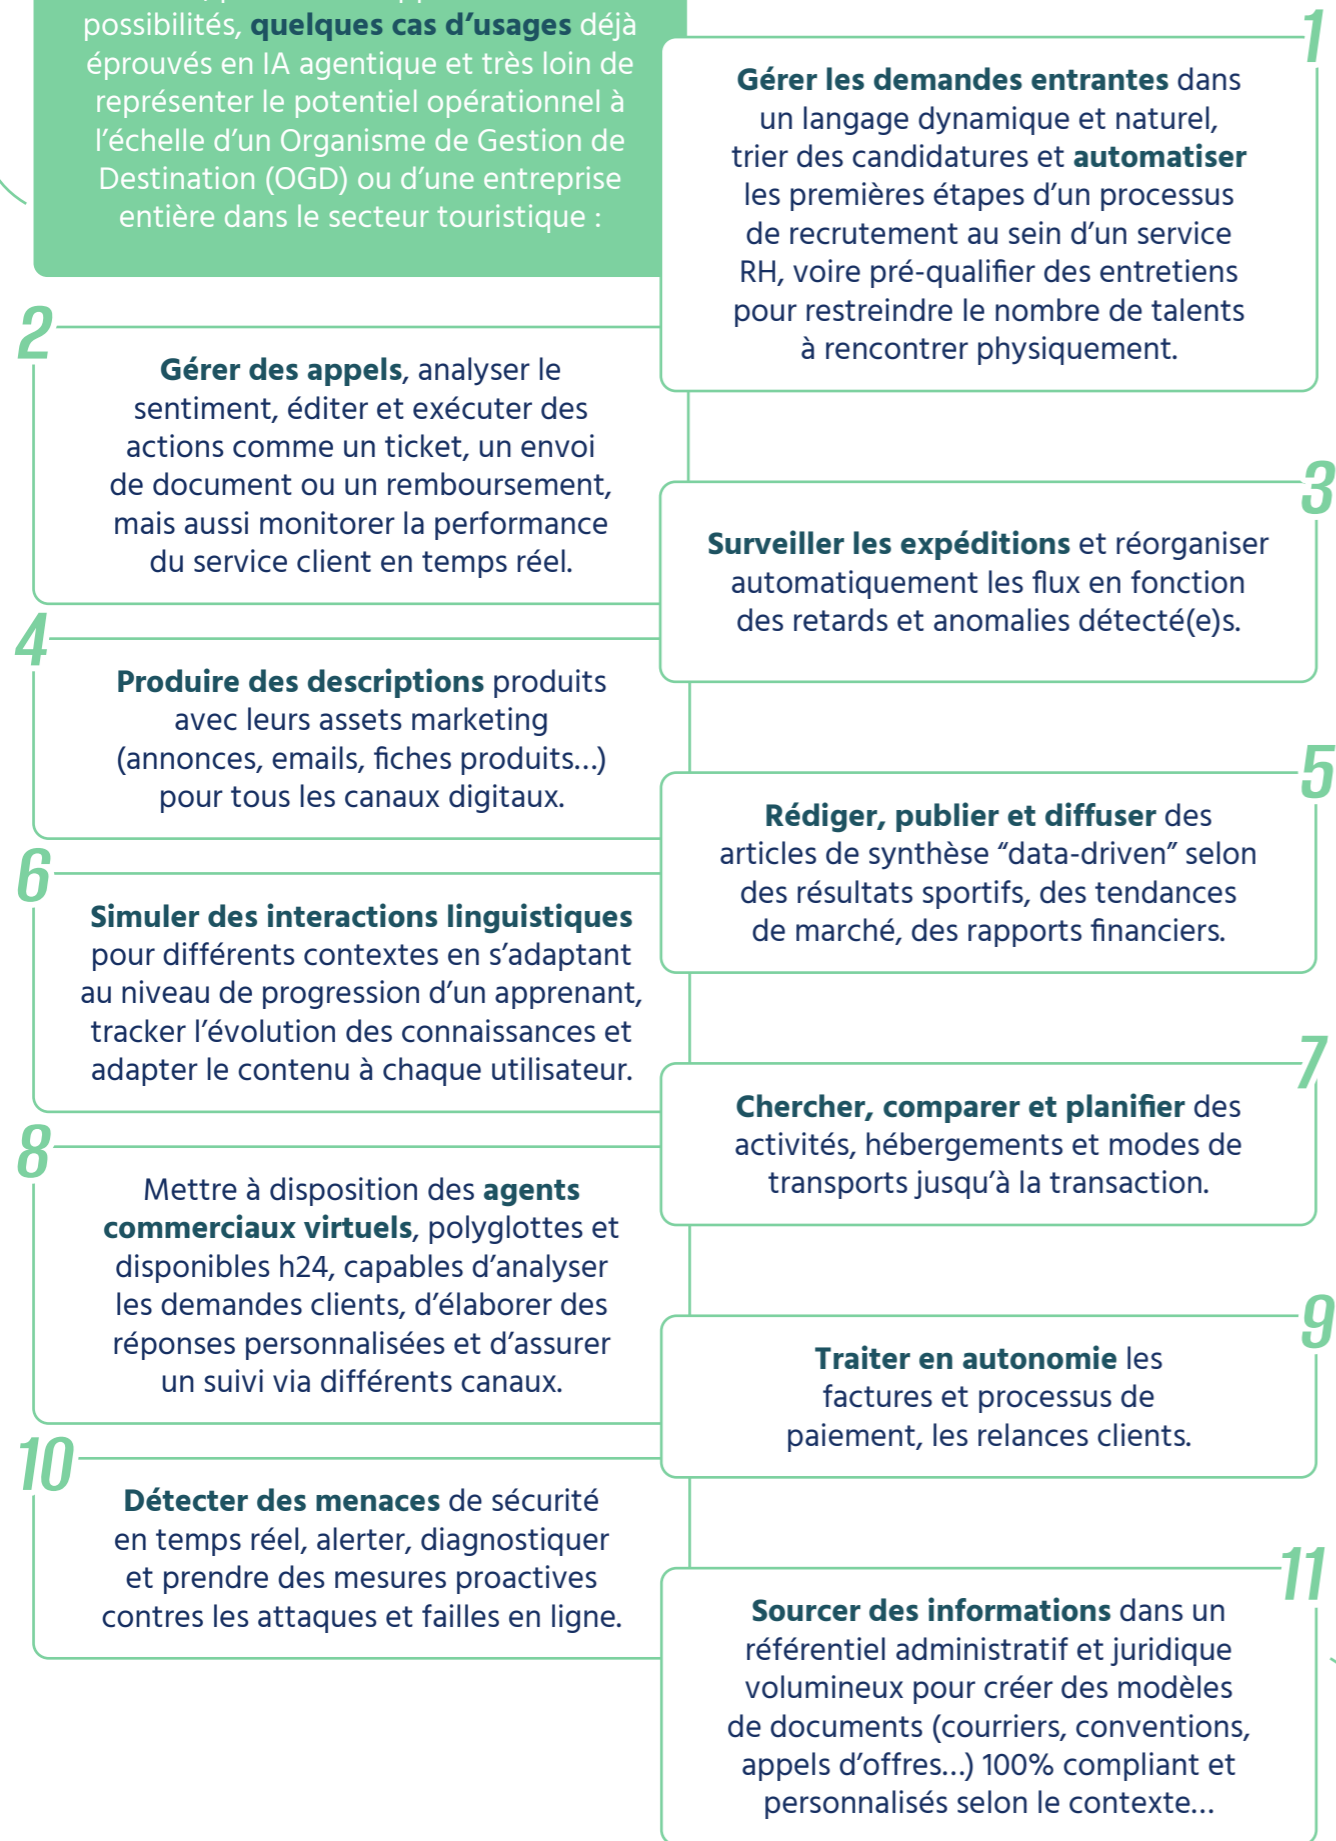 possibilités, quelques cas d’usages déjà
éprouvés en IA agentique et très loin de
représenter le potentiel opérationnel à
l’échelle d’un Organisme de Gestion de
Destination (OGD) ou d’une entreprise
entière dans le secteur touristique :
1
Gérer les demandes entrantes dans
un langage dynamique et naturel,
trier des candidatures et automatiser
les premières étapes d’un processus
de recrutement au sein d’un service
RH, voire pré-qualifier des entretiens
pour restreindre le nombre de talents
à rencontrer physiquement.
2
Gérer des appels, analyser le
sentiment, éditer et exécuter des
actions comme un ticket, un envoi
de document ou un remboursement,
mais aussi monitorer la performance
du service client en temps réel.
3
Surveiller les expéditions et réorganiser
automatiquement les flux en fonction
des retards et anomalies détecté(e)s.
4
Produire des descriptions produits
avec leurs assets marketing
(annonces, emails, fiches produits…)
pour tous les canaux digitaux.
5
Rédiger, publier et diffuser des
articles de synthèse “data-driven” selon
des résultats sportifs, des tendances
de marché, des rapports financiers.
6
Simuler des interactions linguistiques
pour différents contextes en s’adaptant
au niveau de progression d’un apprenant,
tracker l’évolution des connaissances et
adapter le contenu à chaque utilisateur.
7
Chercher, comparer et planifier des
activités, hébergements et modes de
transports jusqu’à la transaction.
8
Mettre à disposition des agents
commerciaux virtuels, polyglottes et
disponibles h24, capables d’analyser
les demandes clients, d’élaborer des
réponses personnalisées et d’assurer
un suivi via différents canaux.
9
Traiter en autonomie les
factures et processus de
paiement, les relances clients.
10
Détecter des menaces de sécurité
en temps réel, alerter, diagnostiquer
et prendre des mesures proactives
contres les attaques et failles en ligne.
11
Sourcer des informations dans un
référentiel administratif et juridique
volumineux pour créer des modèles
de documents (courriers, conventions,
appels d’offres…) 100% compliant et
personnalisés selon le contexte…